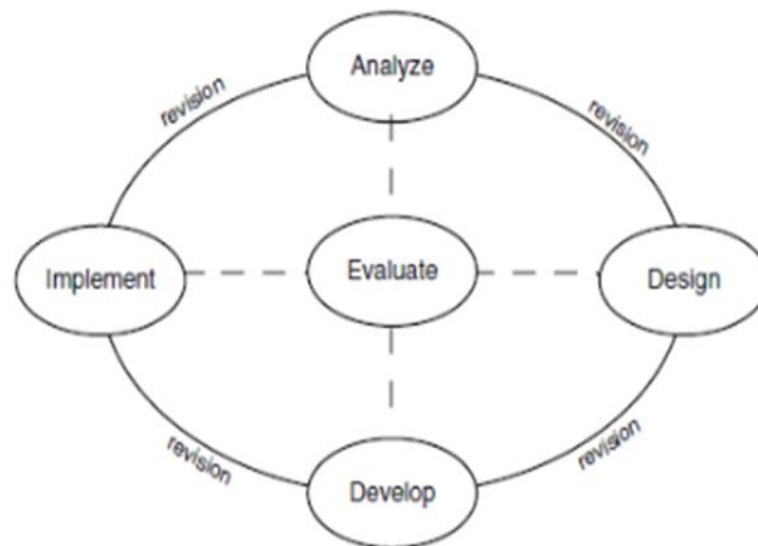 Analyze
revision
revision
Implement
Evaluate
Design
revision
revision
Develop